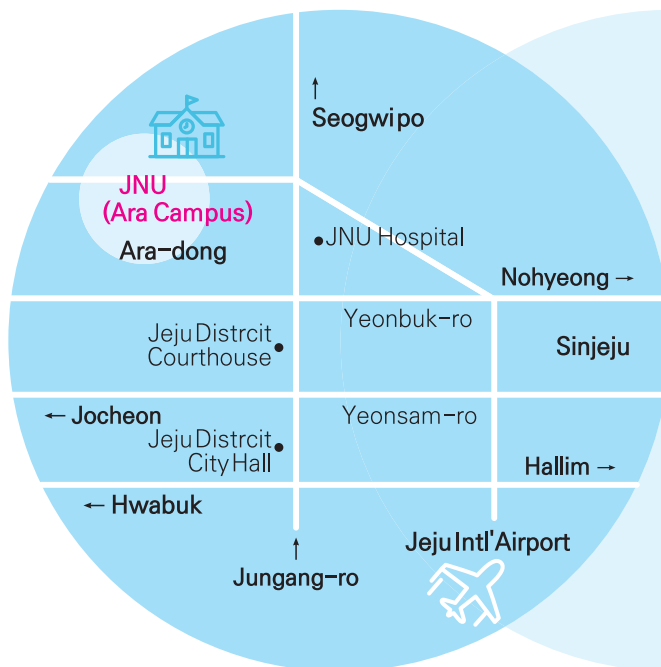 ↑
Seogwipo
JNU
(Ara Campus)
Ara-dong
JNU Hospital
Nohyeong →
Yeonbuk-ro
Jeju Distrcit
Courthouse
Sinjeju
← Jocheon
Yeonsam-ro
Jeju Distrcit
City Hall
Hallim →
← Hwabuk
Jeju Intl'Airport
↑
Jungang-ro